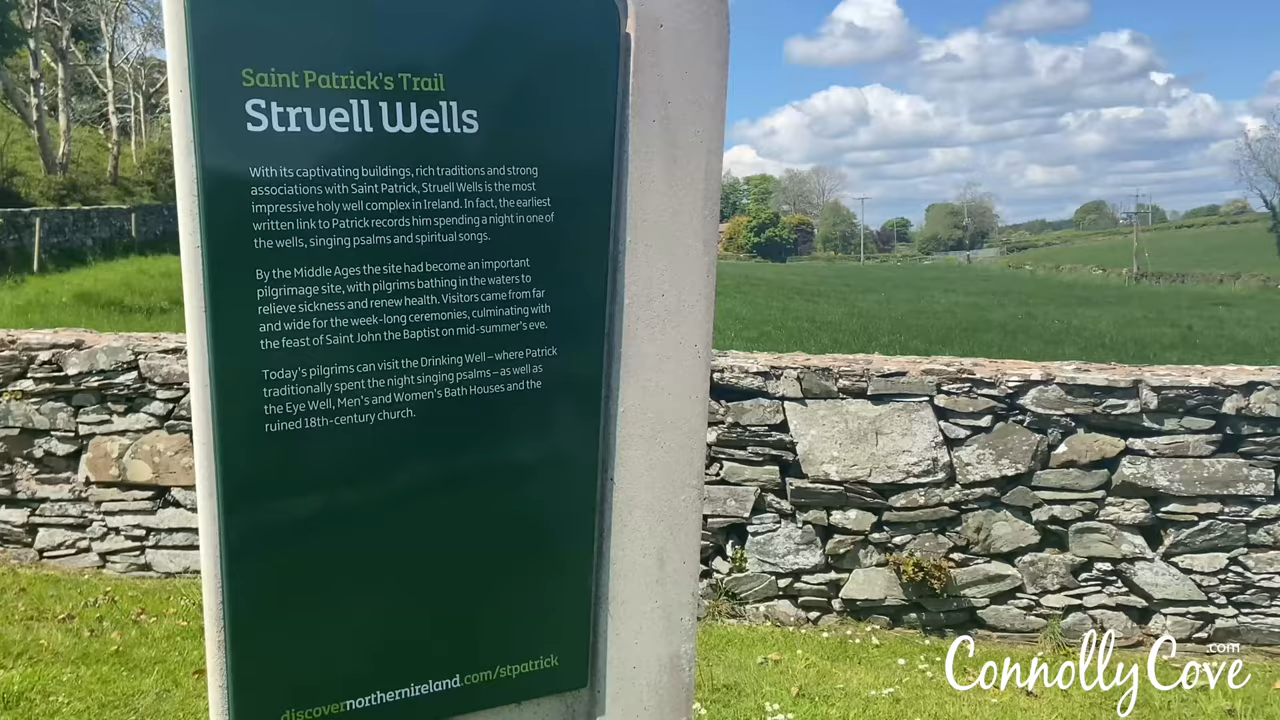 Saint Patrick's Trail
Struell Wells
With its captivating buildings, rich traditions and strong
associations with Saint Patrick, Struell Wells is the most
impressive holy well complex in Ireland. In fact, the earliest
written link to Patrick records him spending a night in one of
the wells, singing psalms and spiritual songs.
By the Middle Ages the site had become an important
pilgrimage site, with pilgrims bathing in the waters to
relieve sickness and renew health. Visitors came from far
and wide for the week-long ceremonies, culminating with
the feast of Saint John the Baptist on mid-summer's eve.
Today's pilgrims can visit the Drinking Well – where Patrick
traditionally spent the night singing psalms – as well as
the Eye Well, Men's and Women's Bath Houses and the
ruined 18th-century church.
discovernorthernireland.com/stpatrick
ConnollyCove.com